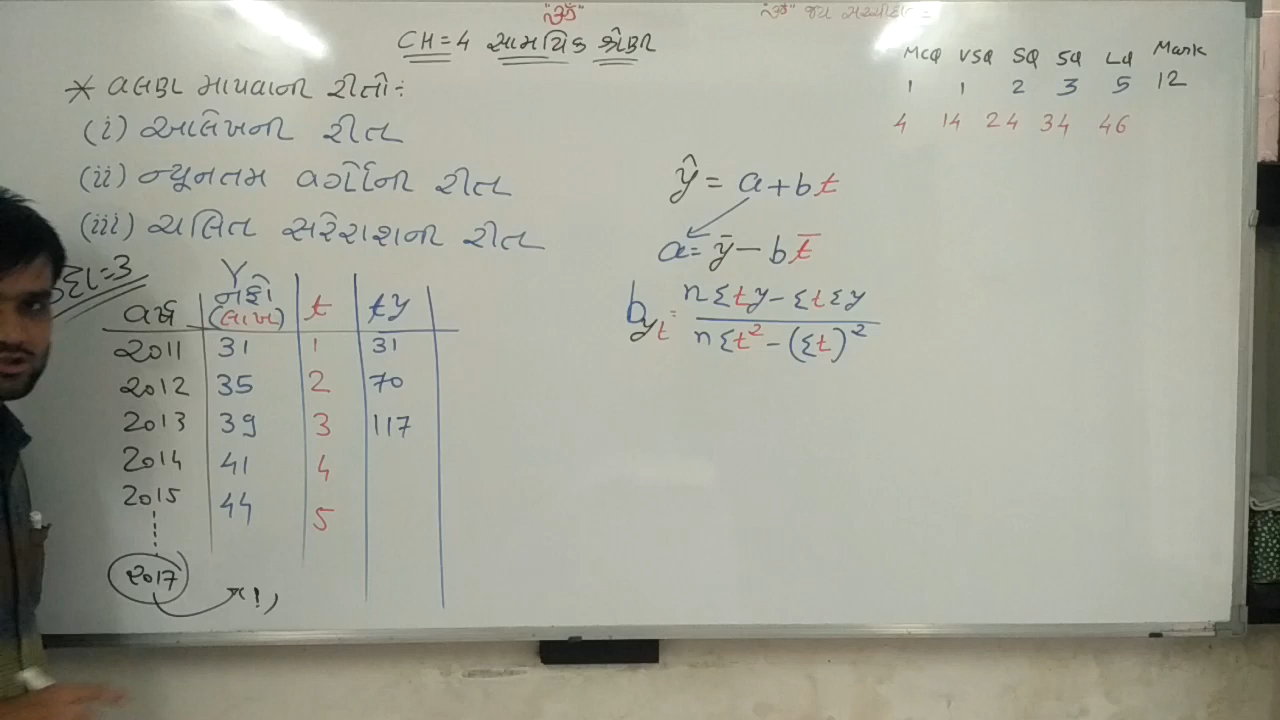 "ૐ"
CH=4 સામયિક શ્રેણી
* વલણ માપવાની રીતો:-
(i) આલેખની રીત
(ii) ન્યૂનતમ વર્ગોની રીત
(iii) ચલિત સરેરાશની રીત
ઉદા=3
વર્ષ Y નફો (લાખ) t ty
2011 31 1 31
2012 35 2 70
2013 39 3 117
2014 41 4
2015 44 5
2017
ŷ = a+bt
a= ȳ - b t̄
b yt = nΣty-ΣtΣy
nΣt²-(Σt)²
"ૐ" જય
MCQ VSQ SQ SQ LQ Mark
1 1 2 3 5 12
4 14 24 34 46